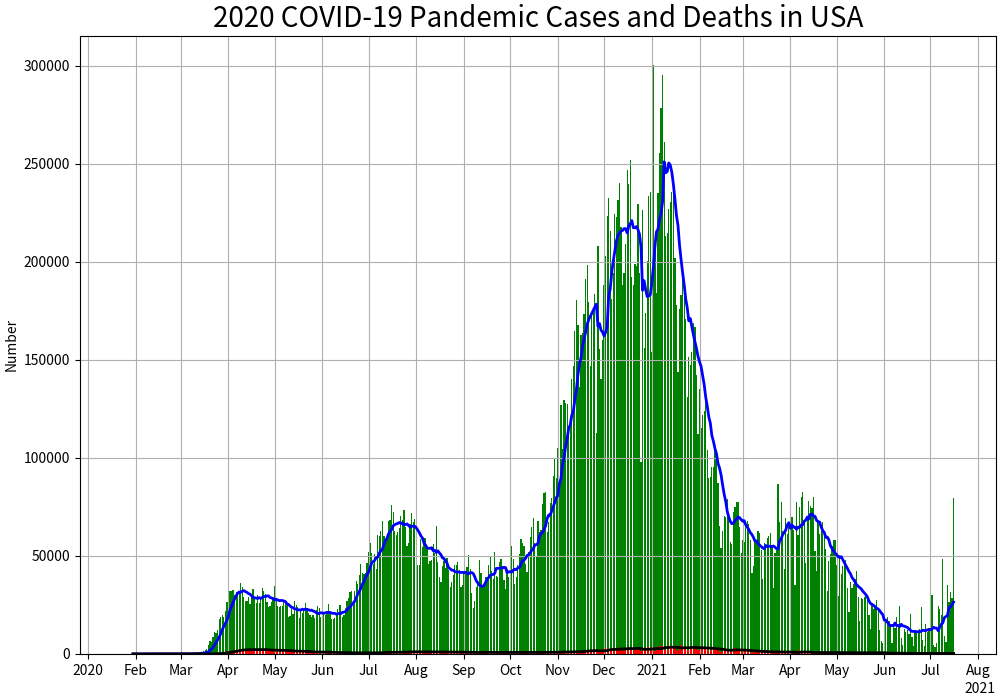 2020 COVID-19 Pandemic Cases and Deaths in USA
300000
250000
200000
150000
100000
50000
0
Number
2020 Feb Mar Apr May Jun Jul Aug Sep Oct Nov Dec 2021 Feb Mar Apr May Jun Jul Aug
2021